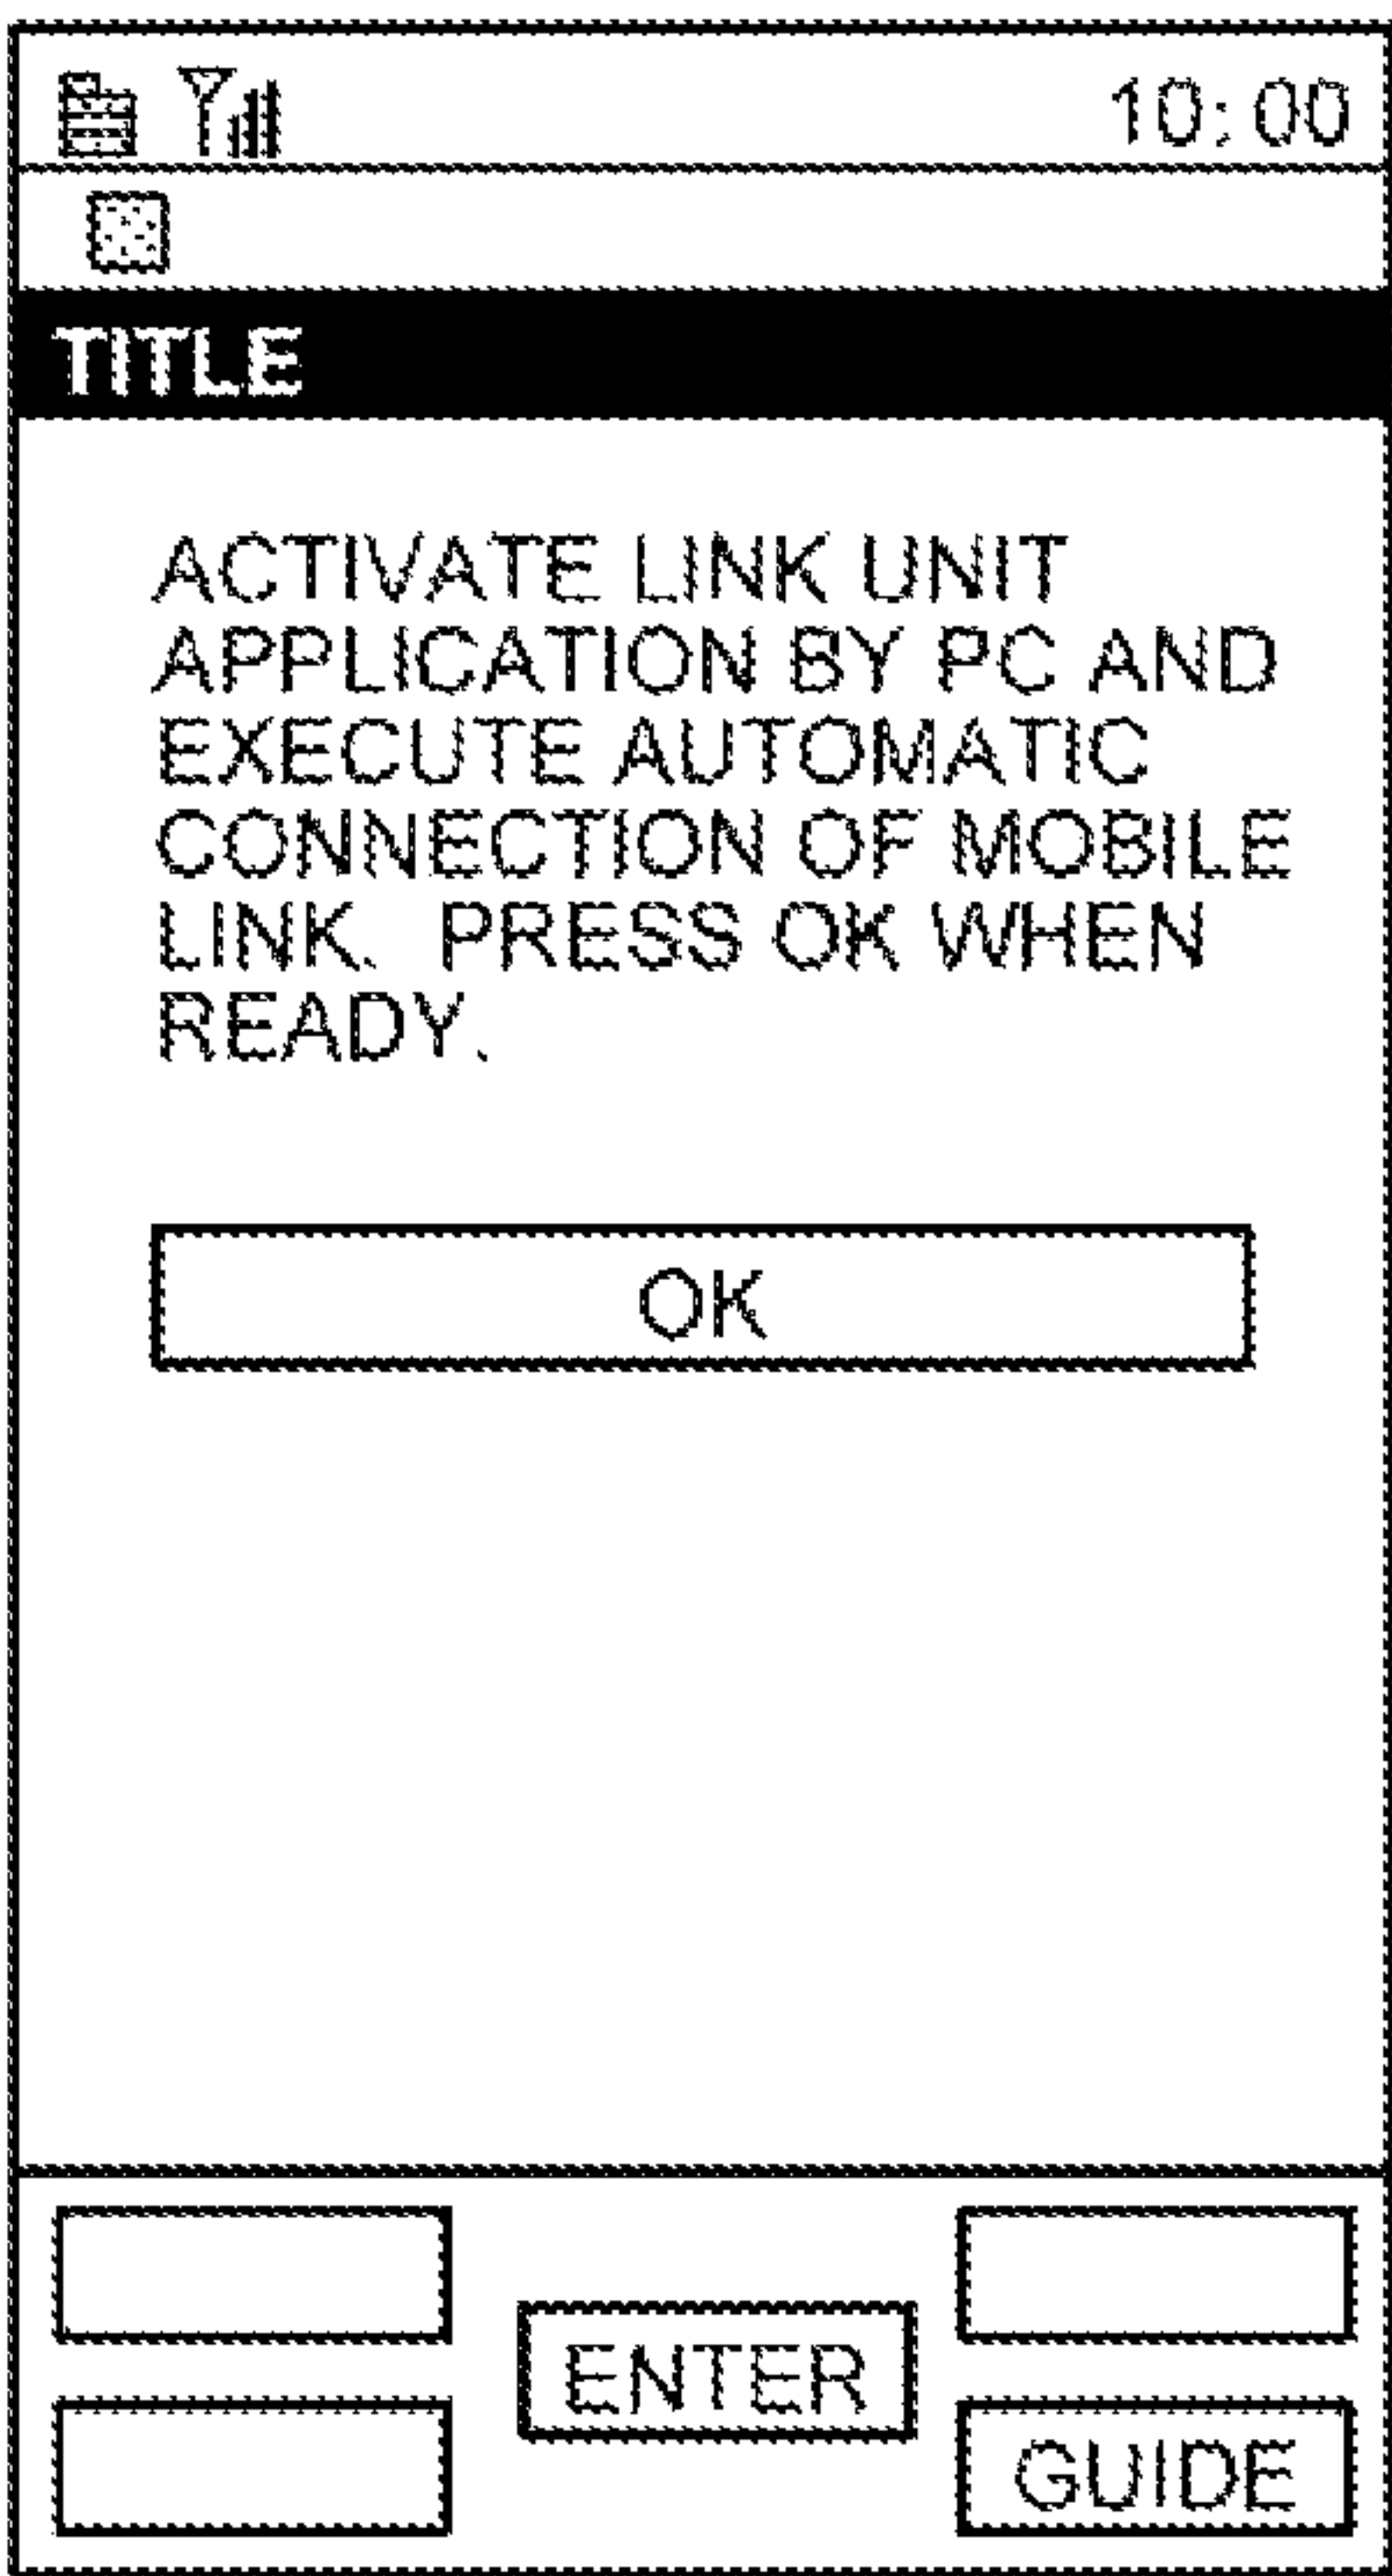 10:00
TITLE
ACTIVATE LINK UNIT
APPLICATION BY PC AND
EXECUTE AUTOMATIC
CONNECTION OF MOBILE
LINK. PRESS OK WHEN
READY.
OK
ENTER
GUIDE